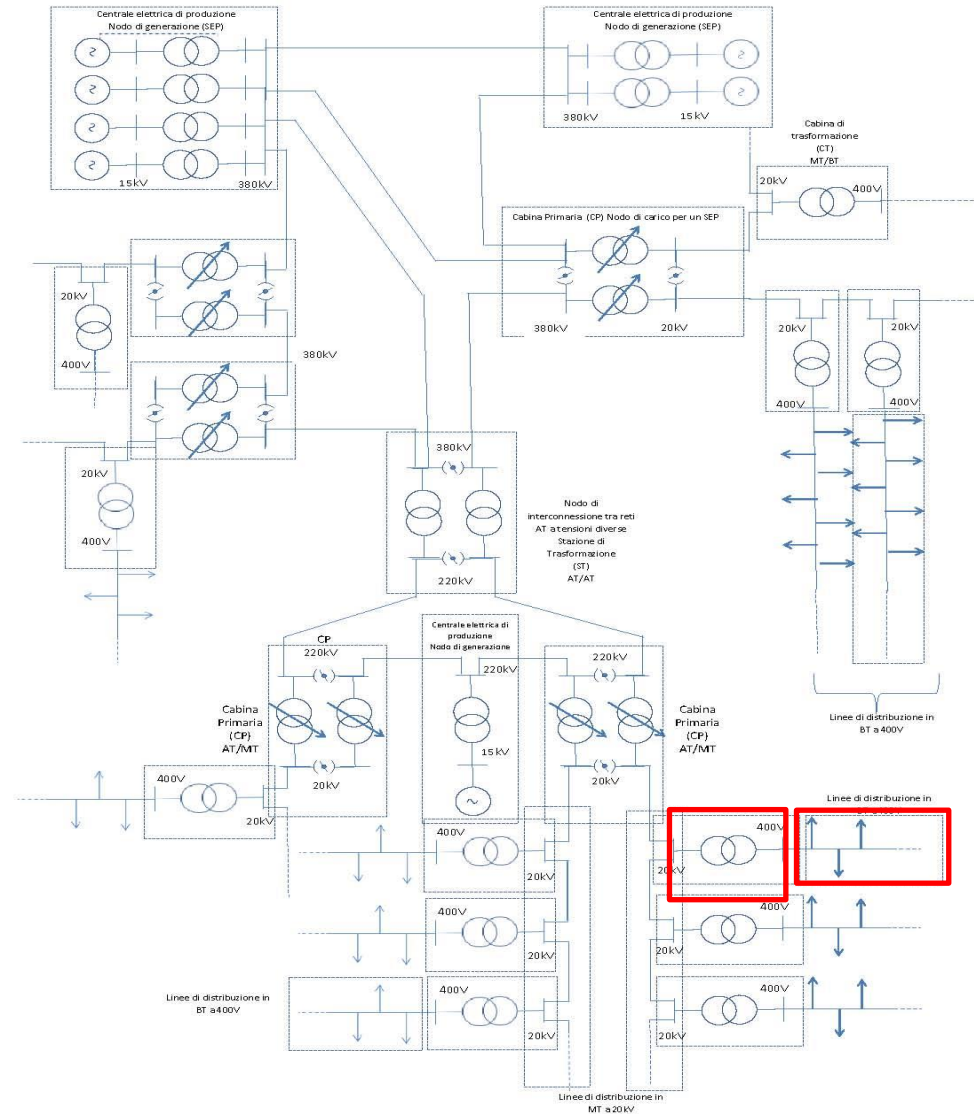 Centrale elettrica di produzione
Nodo di generazione (SEP)
15kV
380kV
Centrale elettrica di produzione
Nodo di generazione (SEP)
380kV
15kV
Cabina di
trasformazione
(CT)
MT/BT
20kV
400V
Cabina Primaria (CP) Nodo di carico per un SEP
380kV
20kV
20kV
400V
380kV
20kV
400V
20kV
400V
20kV
400V
380kV
220kV
Nodo di
interconnessione tra reti
AT a tensioni diverse
Stazione di
Trasformazione
(ST)
AT/AT
Linee di distribuzione in
BT a 400V
CP
220kV
Cabina
Primaria
(CP)
AT/MT
20kV
Centrale elettrica di
produzione
Nodo di generazione
220kV
15kV
220kV
20kV
Cabina
Primaria
(CP)
AT/MT
400V
20kV
400V
20kV
400V
20kV
400V
20kV
Linee di distribuzione in
BT a 400V
400V
20kV
Linee di distribuzione in
400V
20kV
400V
20kV
Linee di distribuzione in
MT a 20kV